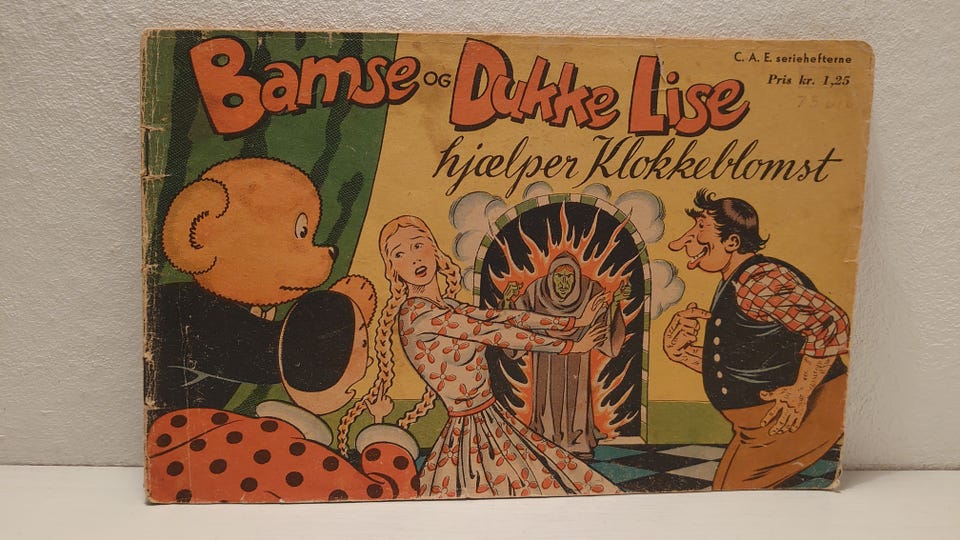 Bamse OG Dukke Lise
hjælper Klokkeblomst
C. A. E. seriehefterne
Pris kr. 1,25